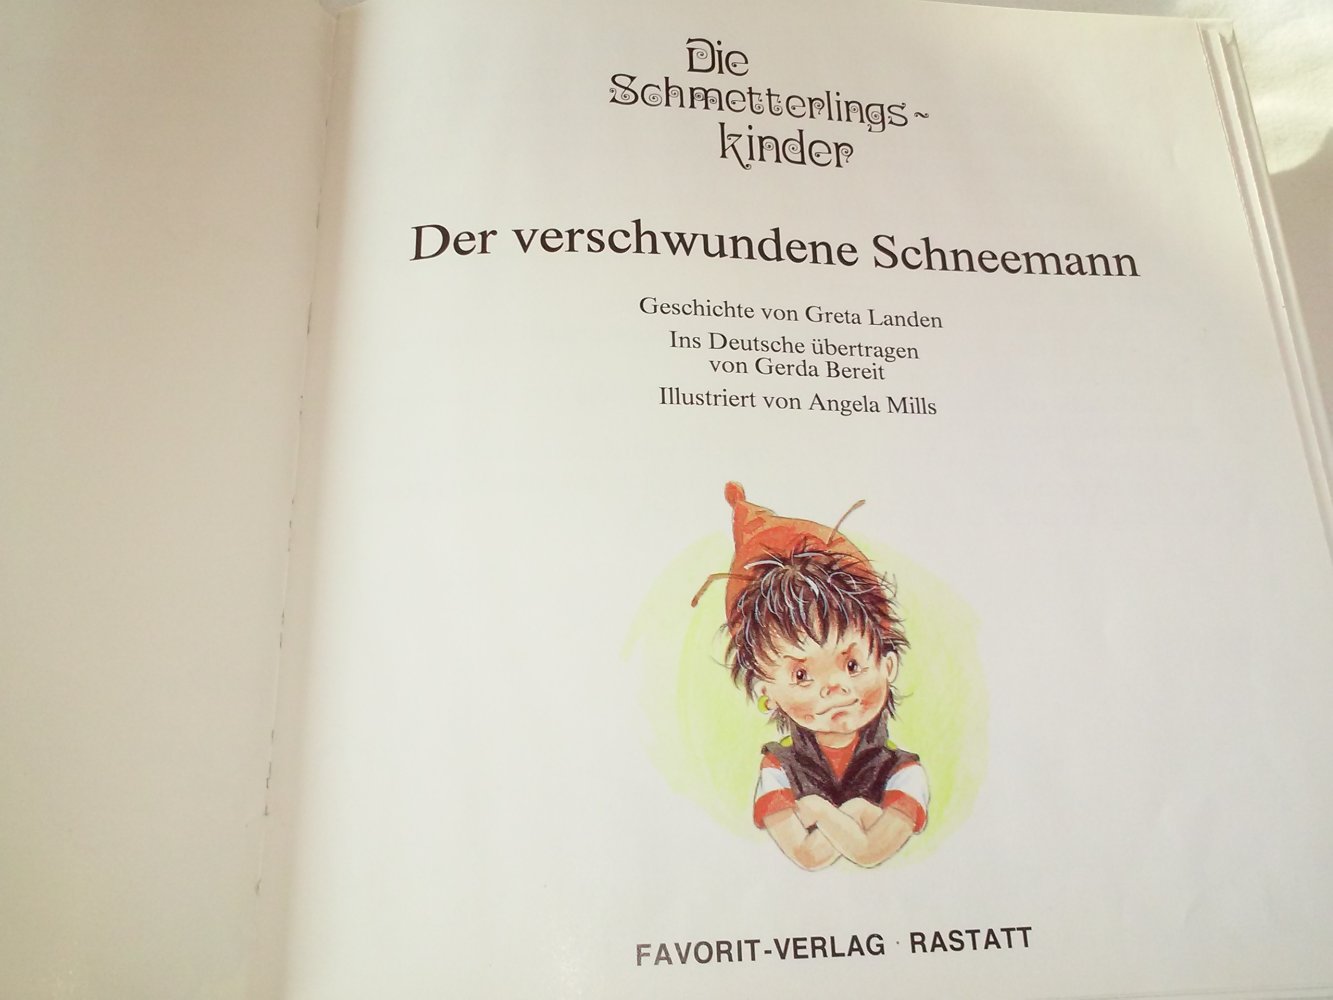 Die
Schmetterlings~
kinder
Der verschwundene Schneemann
Geschichte von Greta Landen
Ins Deutsche übertragen
von Gerda Bereit
Illustriert von Angela Mills
FAVORIT-VERLAG · RASTATT